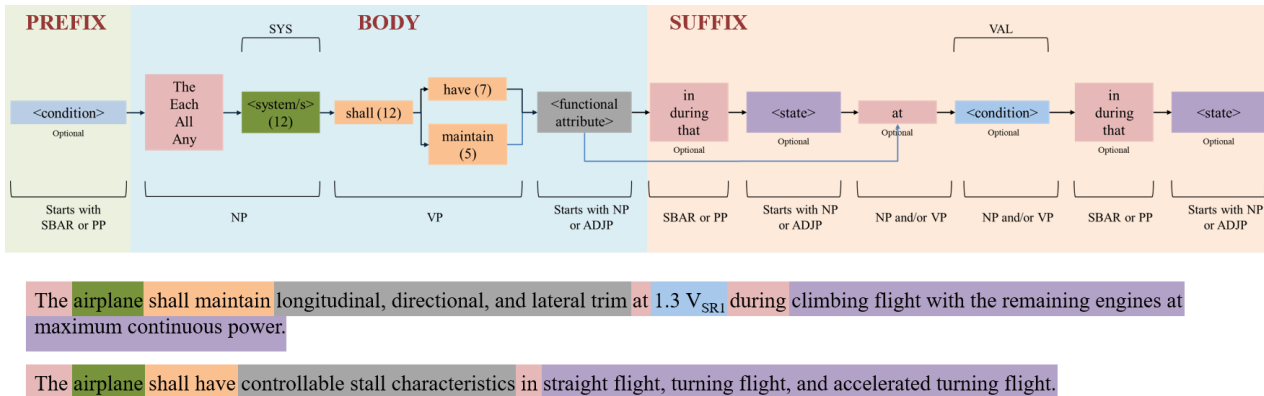 PREFIX
BODY
SUFFIX
SYS
VAL
<condition>
Optional
The
Each
All
Any
<system/s>
(12)
shall (12)
have (7)
maintain
(5)
<functional
attribute>
in
during
that
Optional
<state>
Optional
at
Optional
<condition>
Optional
in
during
that
Optional
<state>
Optional
Starts with
SBAR or PP
NP
VP
Starts with NP
or ADJP
SBAR or PP
Starts with NP
or ADJP
NP and/or VP
NP and/or VP
SBAR or PP
Starts with NP
or ADJP
The airplane shall maintain longitudinal, directional, and lateral trim at 1.3 VSR1 during climbing flight with the remaining engines at
maximum continuous power.
The airplane shall have controllable stall characteristics in straight flight, turning flight, and accelerated turning flight.